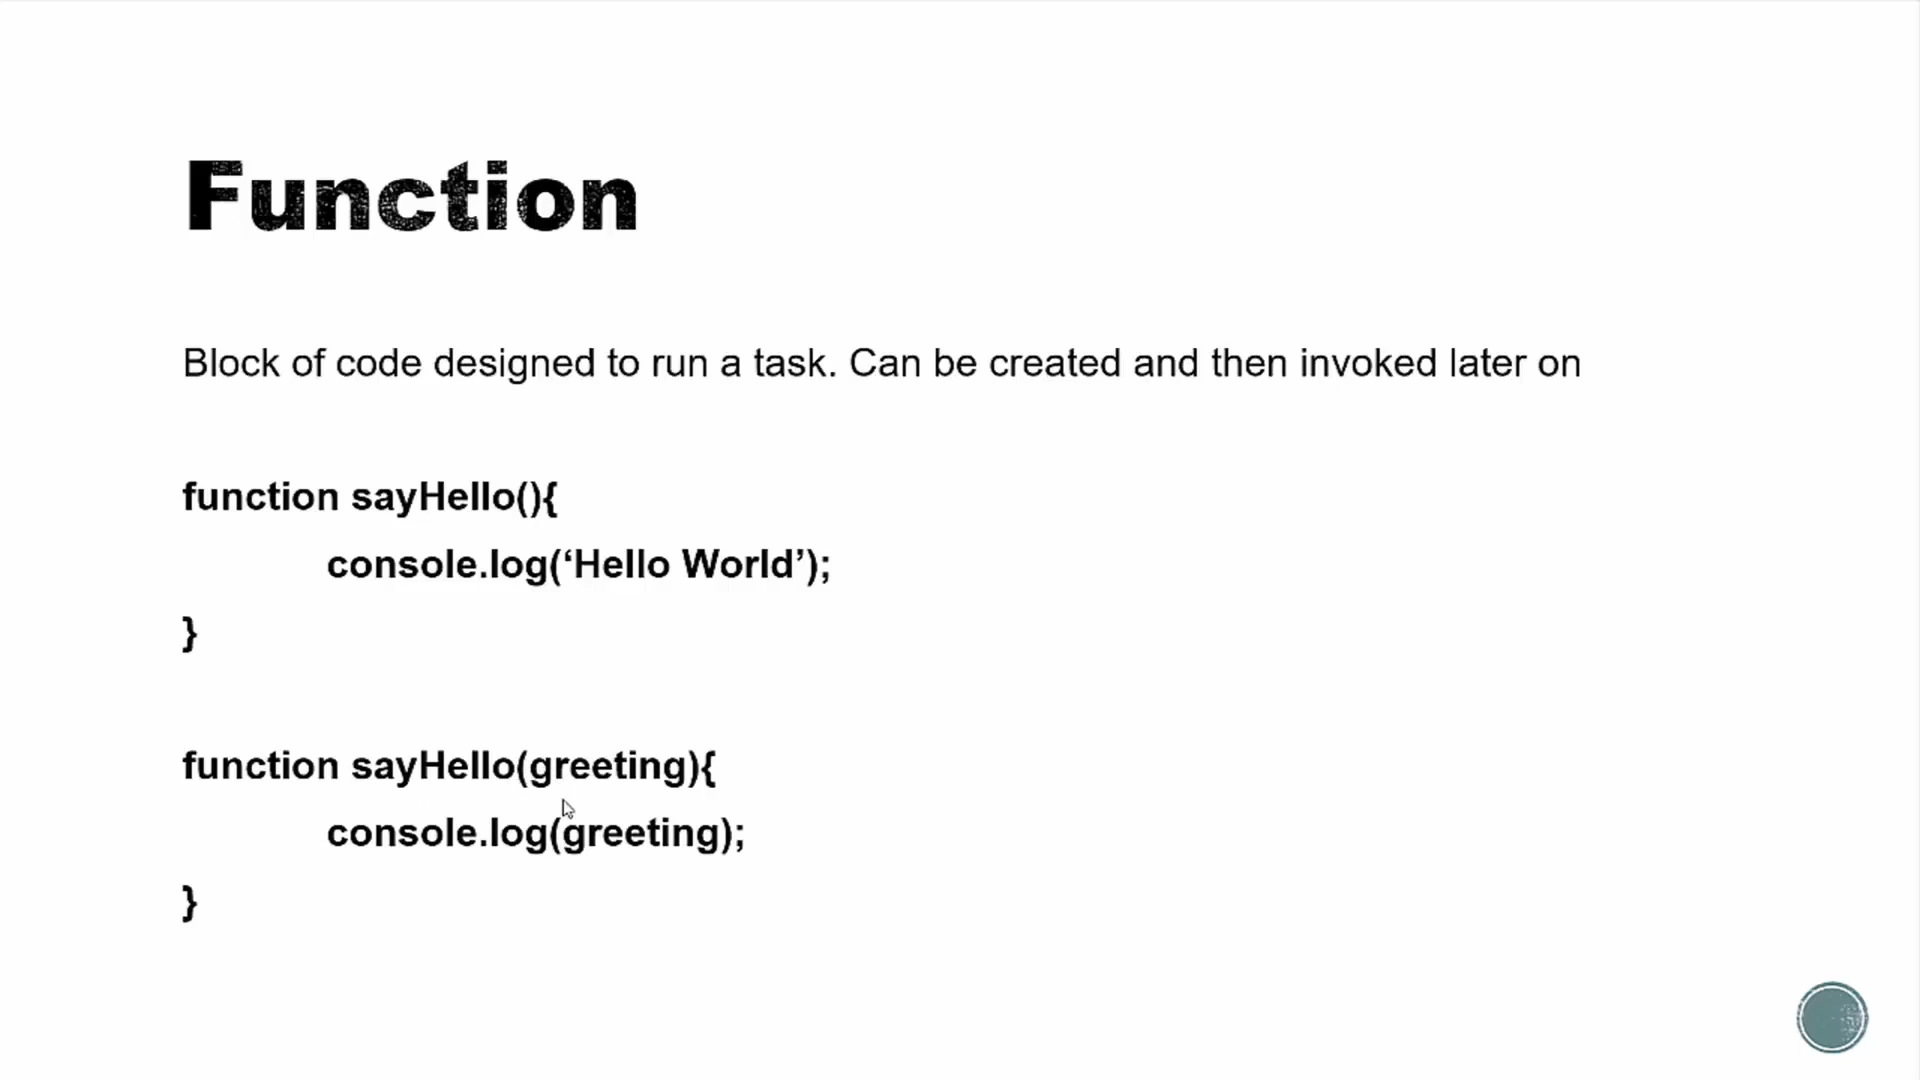 Function
Block of code designed to run a task. Can be created and then invoked later on
function sayHello(){
console.log(‘Hello World’);
}
function sayHello(greeting){
console.log(greeting);
}